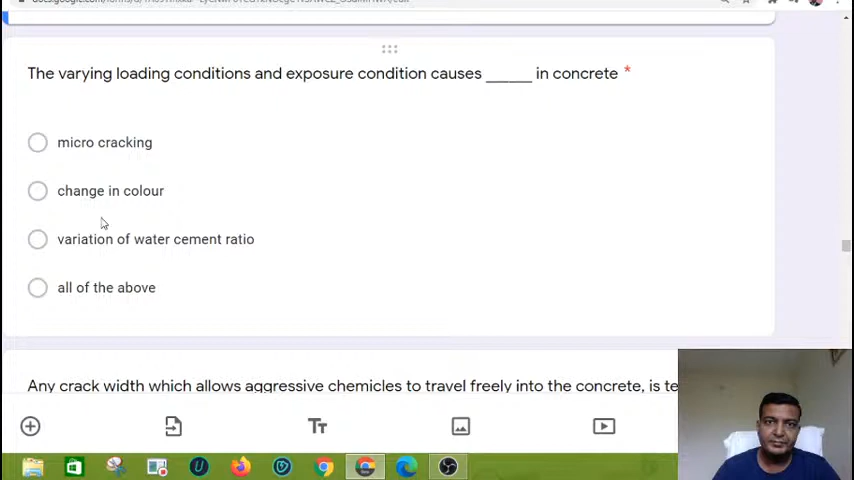 The varying loading conditions and exposure condition causes ______ in concrete *
micro cracking
change in colour
variation of water cement ratio
all of the above
Any crack width which allows aggressive chemicles to travel freely into the concrete, is te